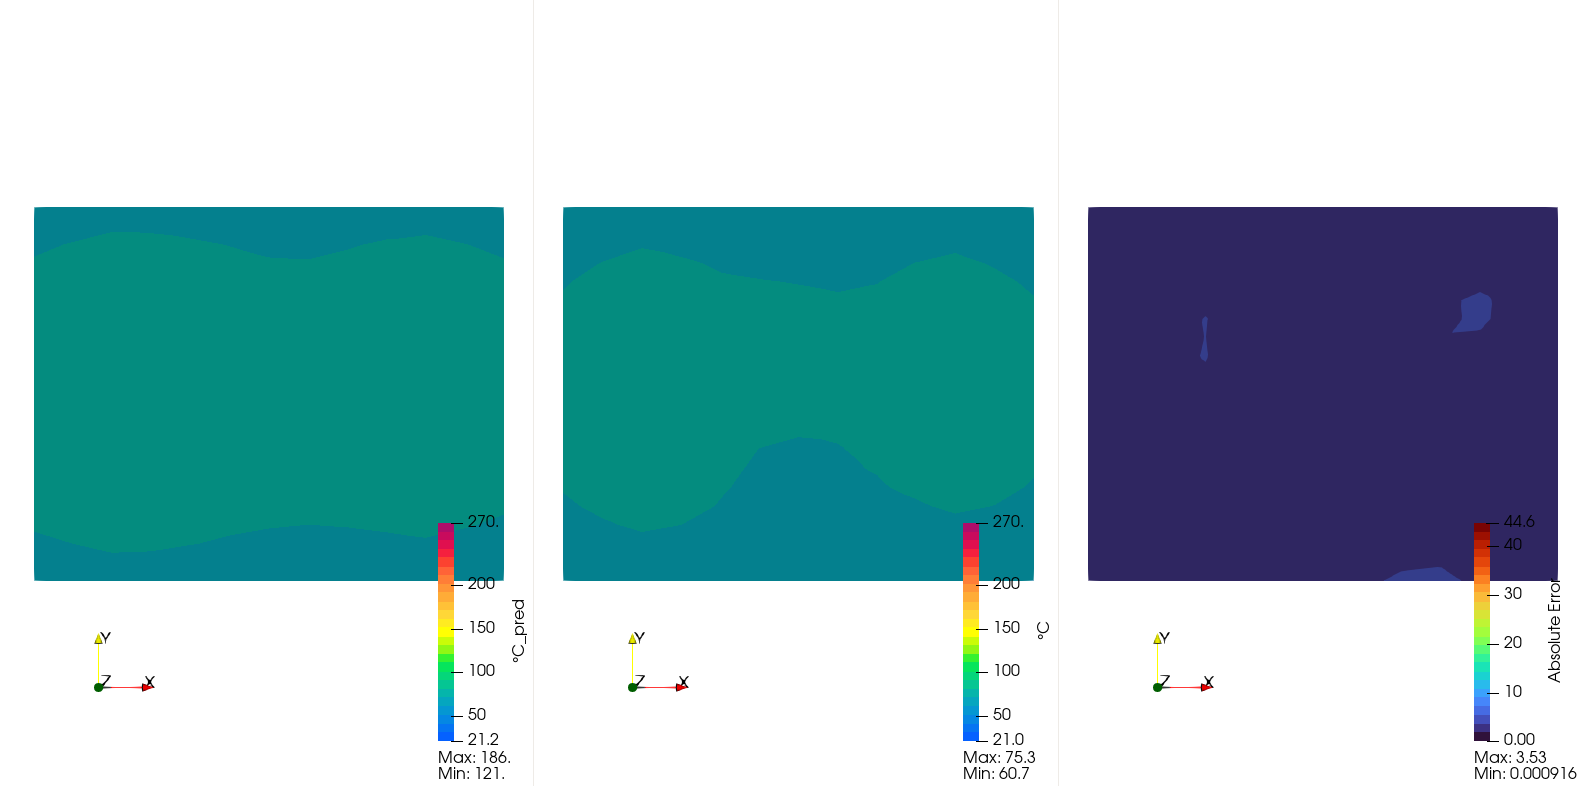 270.
200
150
100
50
21.2
°C_pred
Max: 186.
Min: 121.
Y
Z
X
270.
200
150
100
50
21.0
°C
Max: 75.3
Min: 60.7
Y
Z
X
44.6
40
30
20
10
0.00
Absolute Error
Max: 3.53
Min: 0.000916
Y
Z
X